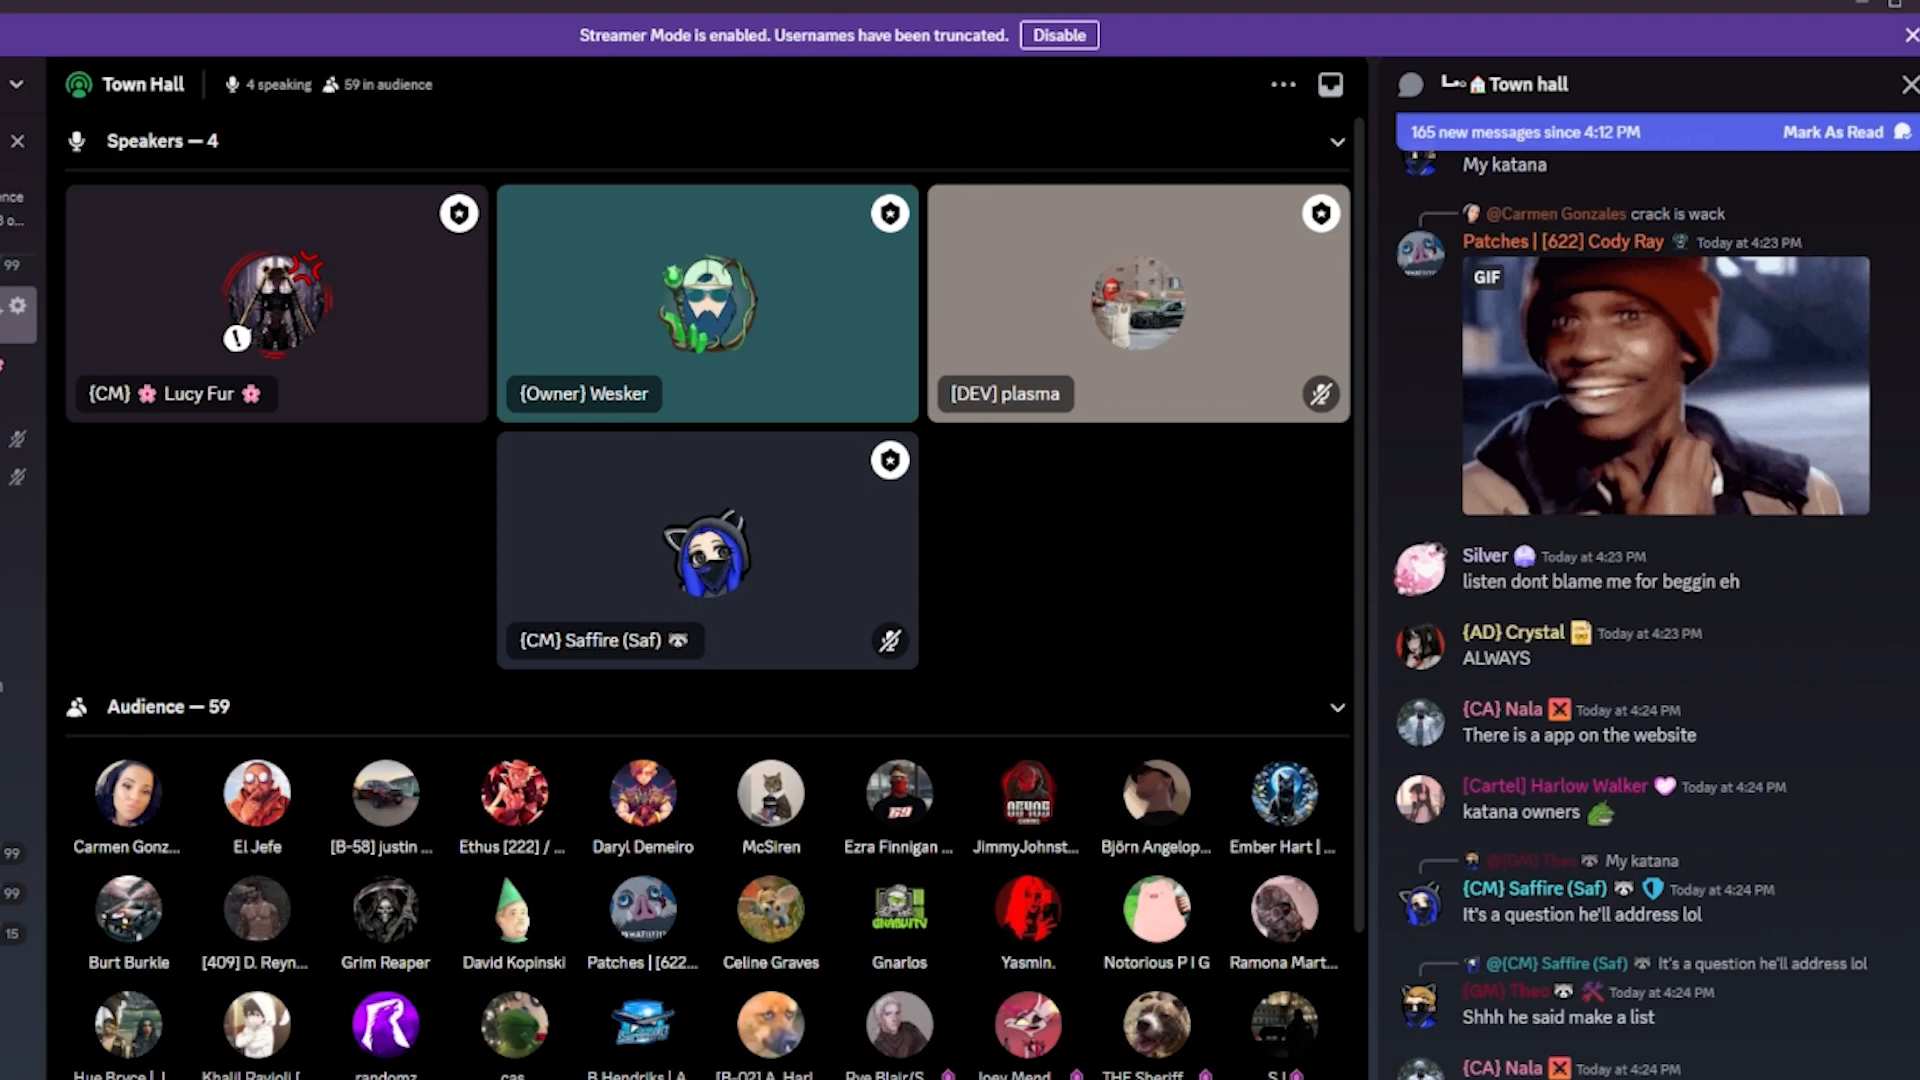 Streamer Mode is enabled. Usernames have been truncated. Disable
Town Hall 4 speaking 59 in audience
Speakers — 4
{CM} 🌸 Lucy Fur 🌸
{Owner} Wesker
[DEV] plasma
{CM} Saffire (Saf) 🦝
Audience — 59
Carmen Gonz... El Jefe [B-58] justin ... Ethus [222] / ... Daryl Demeiro McSiren Ezra Finnigan ... JimmyJohnst... Björn Angelop... Ember Hart | ...
Burt Burkle [409] D. Reyn... Grim Reaper David Kopinski Patches | [622... Celine Graves Gnarlos Yasmin. Notorious P I G Ramona Mart...
99
99
99
15
Town hall
165 new messages since 4:12 PM Mark As Read
My katana
@Carmen Gonzales crack is wack
Patches | [622] Cody Ray Today at 4:23 PM
GIF
Silver Today at 4:23 PM
listen dont blame me for beggin eh
{AD} Crystal Today at 4:23 PM
ALWAYS
{CA} Nala Today at 4:24 PM
There is a app on the website
[Cartel] Harlow Walker Today at 4:24 PM
katana owners
@{GM} Theo 🦝 My katana
{CM} Saffire (Saf) 🦝 Today at 4:24 PM
It's a question he'll address lol
@{CM} Saffire (Saf) 🦝 It's a question he'll address lol
{GM} Theo 🦝 Today at 4:24 PM
Shhh he said make a list
{CA} Nala Today at 4:24 PM